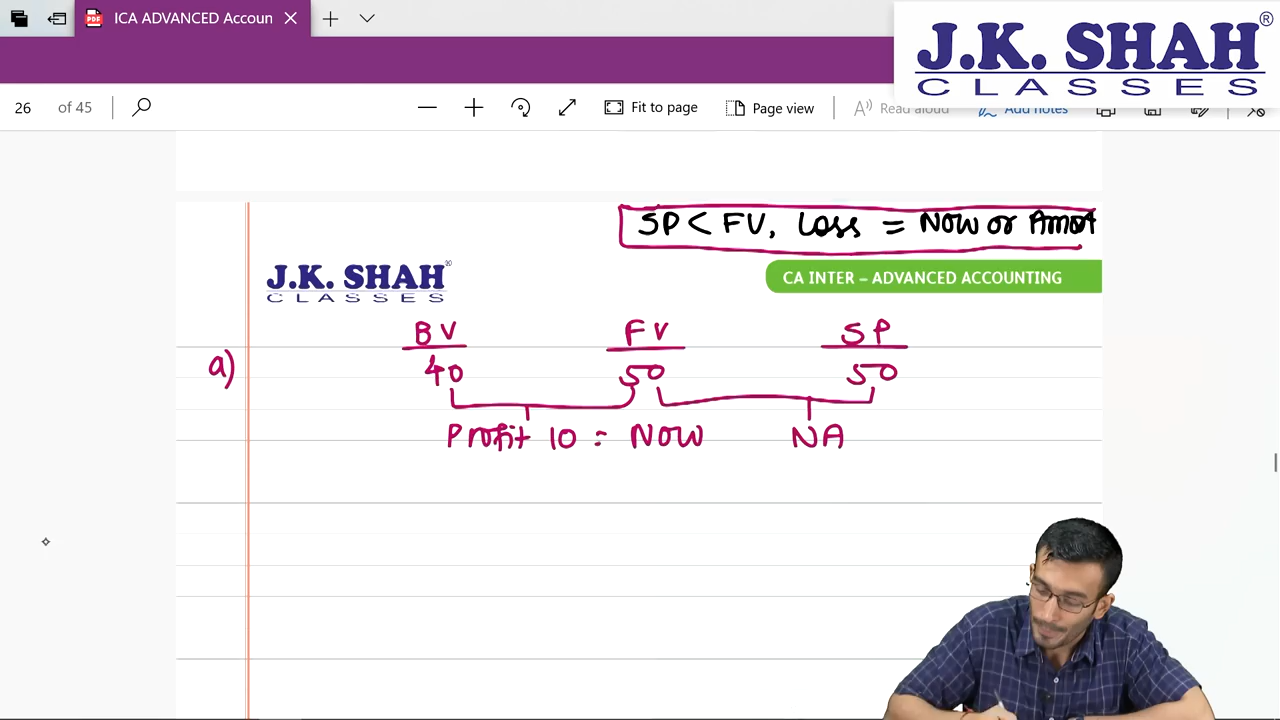 ICA ADVANCED Accoun
J.K. SHAH®
CLASSES
26 of 45
Fit to page
Page view
Read aloud
Add notes
SP < FV, Loss = Now or Amot
J.K. SHAH®
CLASSES
CA INTER – ADVANCED ACCOUNTING
BV FV SP
a) 40 50 50
Profit 10 = Now NA